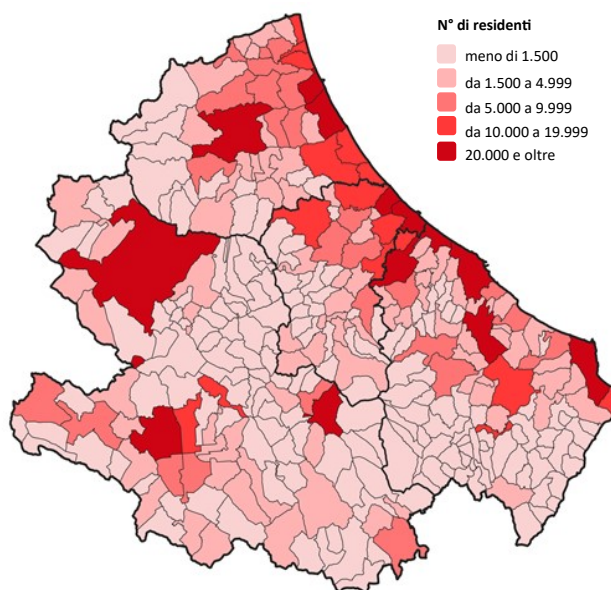 N° di residenti
meno di 1.500
da 1.500 a 4.999
da 5.000 a 9.999
da 10.000 a 19.999
20.000 e oltre